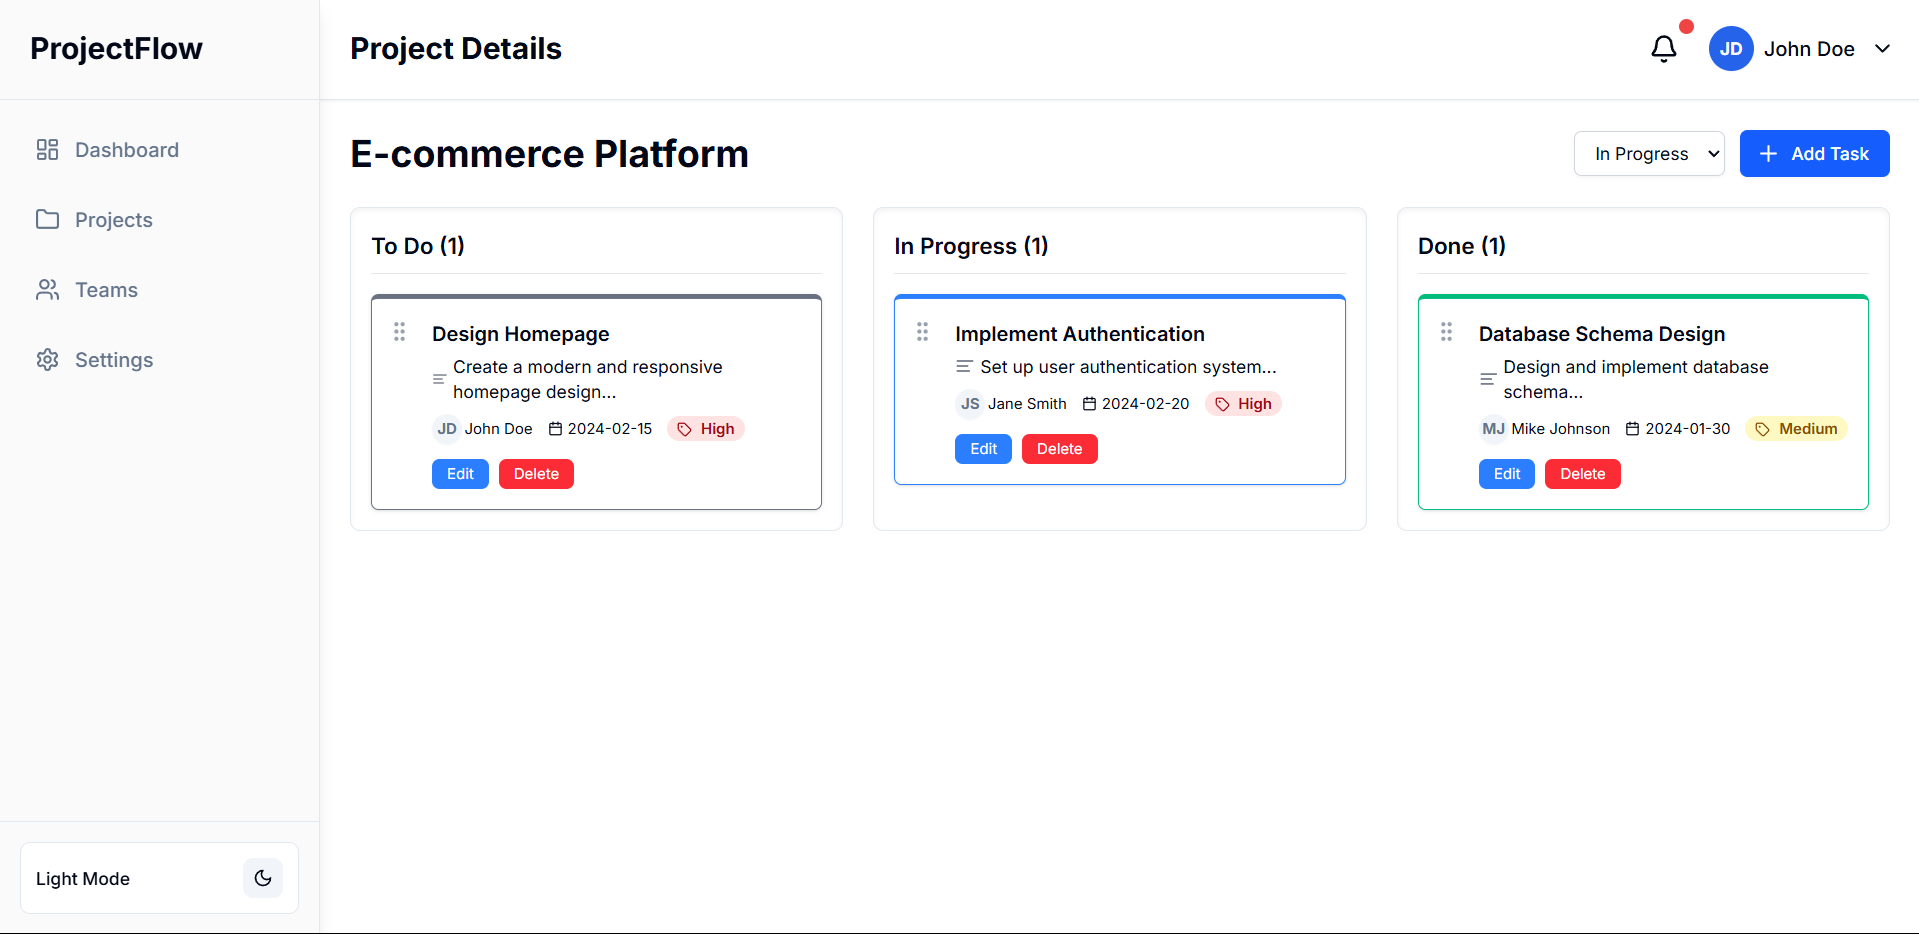 ProjectFlow
Project Details
JD John Doe
Dashboard
Projects
Teams
Settings
Light Mode
E-commerce Platform
In Progress
Add Task
To Do (1)
Design Homepage
Create a modern and responsive
homepage design...
JD John Doe 2024-02-15 High
Edit Delete
In Progress (1)
Implement Authentication
Set up user authentication system...
JS Jane Smith 2024-02-20 High
Edit Delete
Done (1)
Database Schema Design
Design and implement database
schema...
MJ Mike Johnson 2024-01-30 Medium
Edit Delete